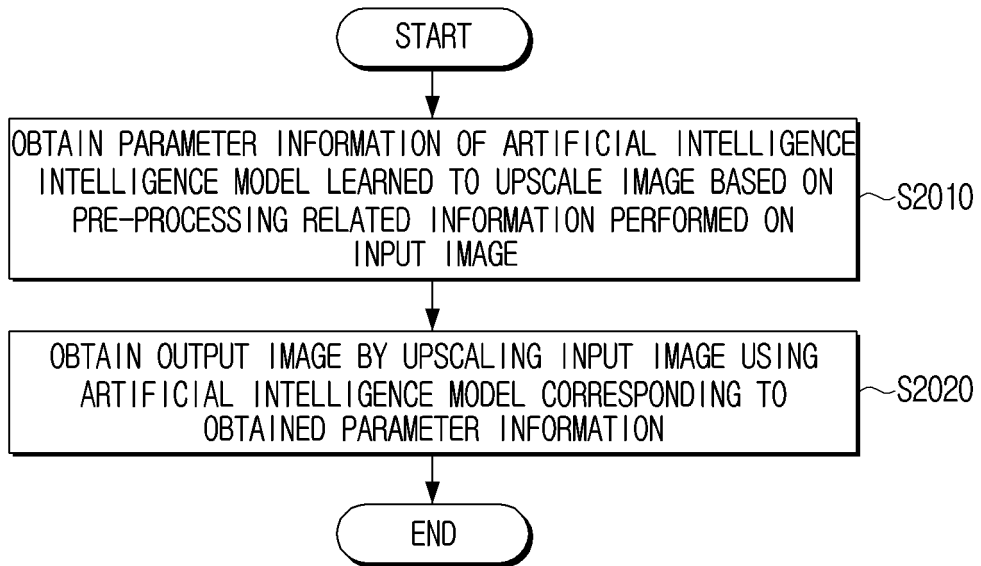 START
OBTAIN PARAMETER INFORMATION OF ARTIFICIAL INTELLIGENCE
INTELLIGENCE MODEL LEARNED TO UPSCALE IMAGE BASED ON
PRE-PROCESSING RELATED INFORMATION PERFORMED ON
INPUT IMAGE
S2010
OBTAIN OUTPUT IMAGE BY UPSCALING INPUT IMAGE USING
ARTIFICIAL INTELLIGENCE MODEL CORRESPONDING TO
OBTAINED PARAMETER INFORMATION
S2020
END